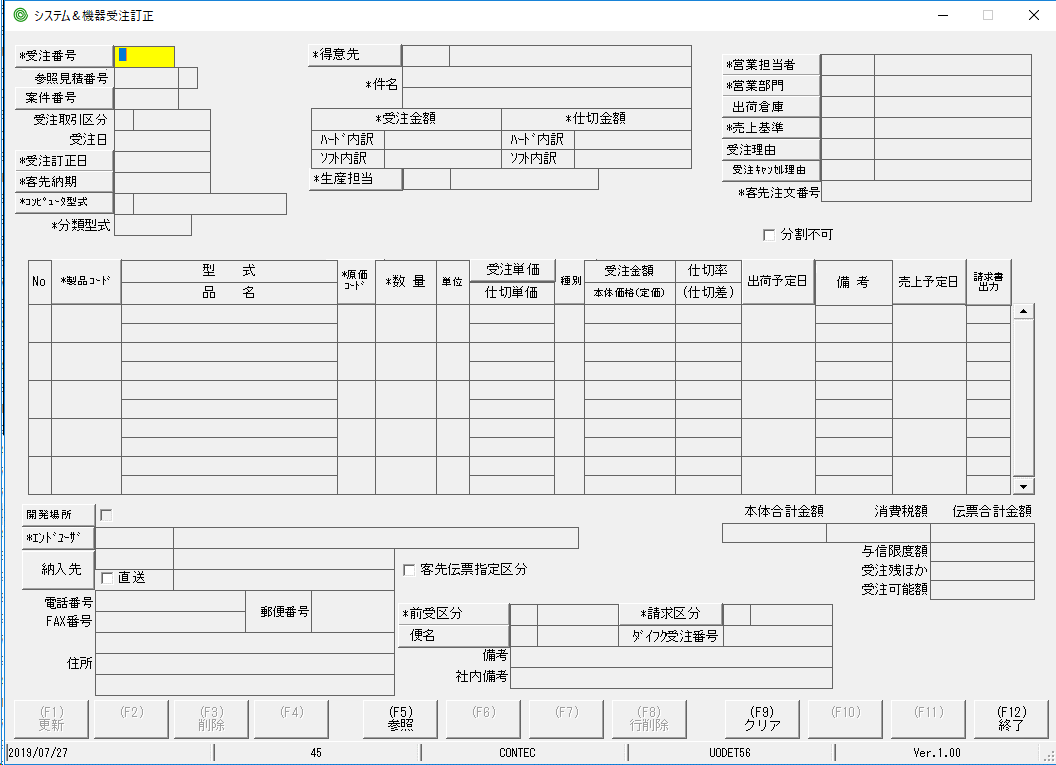 システム＆機器受注訂正
*受注番号
参照見積番号
案件番号
受注取引区分
受注日
*受注訂正日
*客先納期
*ｺﾝﾋﾟｭｰﾀ型式
*分類型式
*得意先
*件名
*受注金額 *仕切金額
ﾊｰﾄﾞ内訳 ﾊｰﾄﾞ内訳
ｿﾌﾄ内訳 ｿﾌﾄ内訳
*生産担当
*営業担当者
*営業部門
出荷倉庫
*売上基準
受注理由
受注ｷｬﾝｾﾙ理由
*客先注文番号
分割不可
No *製品ｺｰﾄﾞ 型　式 *原価ｺｰﾄﾞ *数 量 単位 受注単価 種別 受注金額 仕切率 出荷予定日 備 考 売上予定日 請求書出力
品　名 仕切単価 本体価格(定価) (仕切差)
開発場所
*ｴﾝﾄﾞﾕｰｻﾞ
納入先
直送
電話番号 郵便番号
FAX番号
住所
客先伝票指定区分
*前受区分 *請求区分
便名 ﾀﾞｲﾌｸ受注番号
備考
社内備考
本体合計金額 消費税額 伝票合計金額
与信限度額
受注残ほか
受注可能額
(F1) (F2) (F3) (F4) (F5) (F6) (F7) (F8) (F9) (F10) (F11) (F12)
更新 削除 参照 行削除 クリア 終了
2019/07/27 45 CONTEC UODET56 Ver.1.00